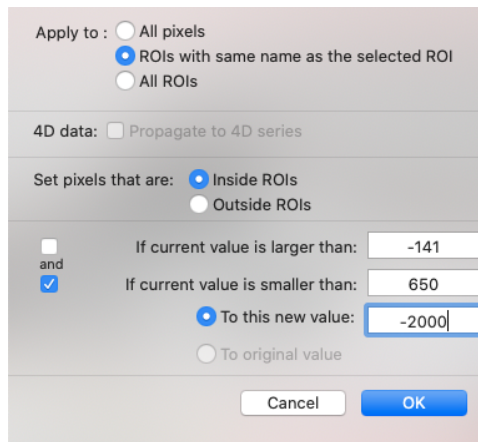 Apply to : All pixels
ROIs with same name as the selected ROI
All ROIs
4D data: Propagate to 4D series
Set pixels that are: Inside ROIs
Outside ROIs
If current value is larger than: -141
and
If current value is smaller than: 650
To this new value: -2000
To original value
Cancel OK